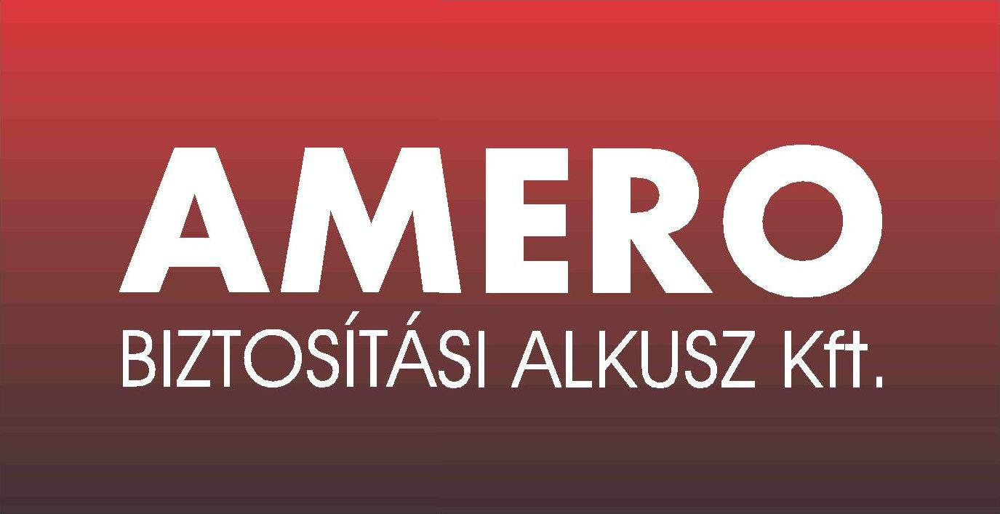 AMERO
BIZTOSÍTÁSI ALKUSZ Kft.